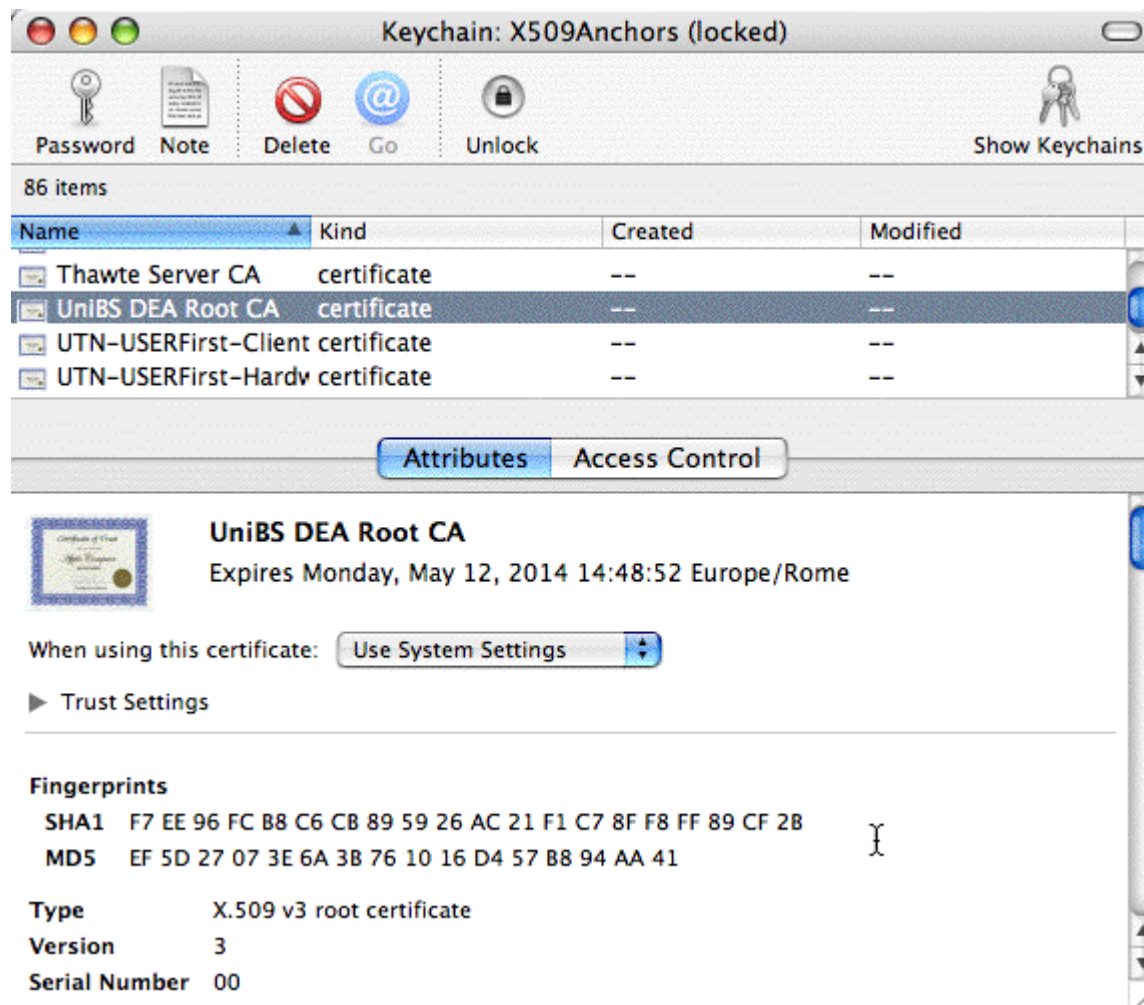 Keychain: X509Anchors (locked)
Password Note Delete Go Unlock Show Keychains
86 items
Name Kind Created Modified
Thawte Server CA certificate -- --
UniBS DEA Root CA certificate -- --
UTN-USERFirst-Client certificate -- --
UTN-USERFirst-Hardw certificate -- --
Attributes Access Control
UniBS DEA Root CA
Expires Monday, May 12, 2014 14:48:52 Europe/Rome
When using this certificate: Use System Settings
Trust Settings
Fingerprints
SHA1 F7 EE 96 FC B8 C6 CB 89 59 26 AC 21 F1 C7 8F F8 FF 89 CF 2B
MD5 EF 5D 27 07 3E 6A 3B 76 10 16 D4 57 B8 94 AA 41
Type X.509 v3 root certificate
Version 3
Serial Number 00